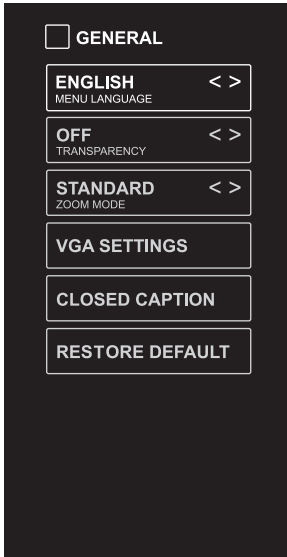 GENERAL
ENGLISH < >
MENU LANGUAGE
OFF < >
TRANSPARENCY
STANDARD < >
ZOOM MODE
VGA SETTINGS
CLOSED CAPTION
RESTORE DEFAULT